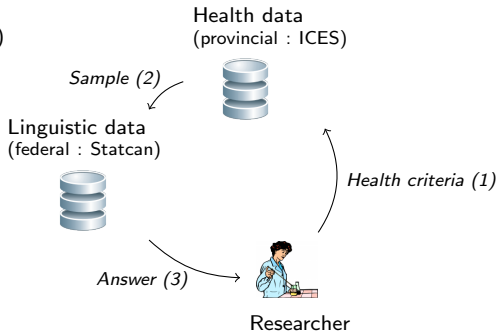 Health data
(provincial : ICES)
)
Sample (2)
Linguistic data
(federal : Statcan)
Health criteria (1)
Answer (3)
Researcher